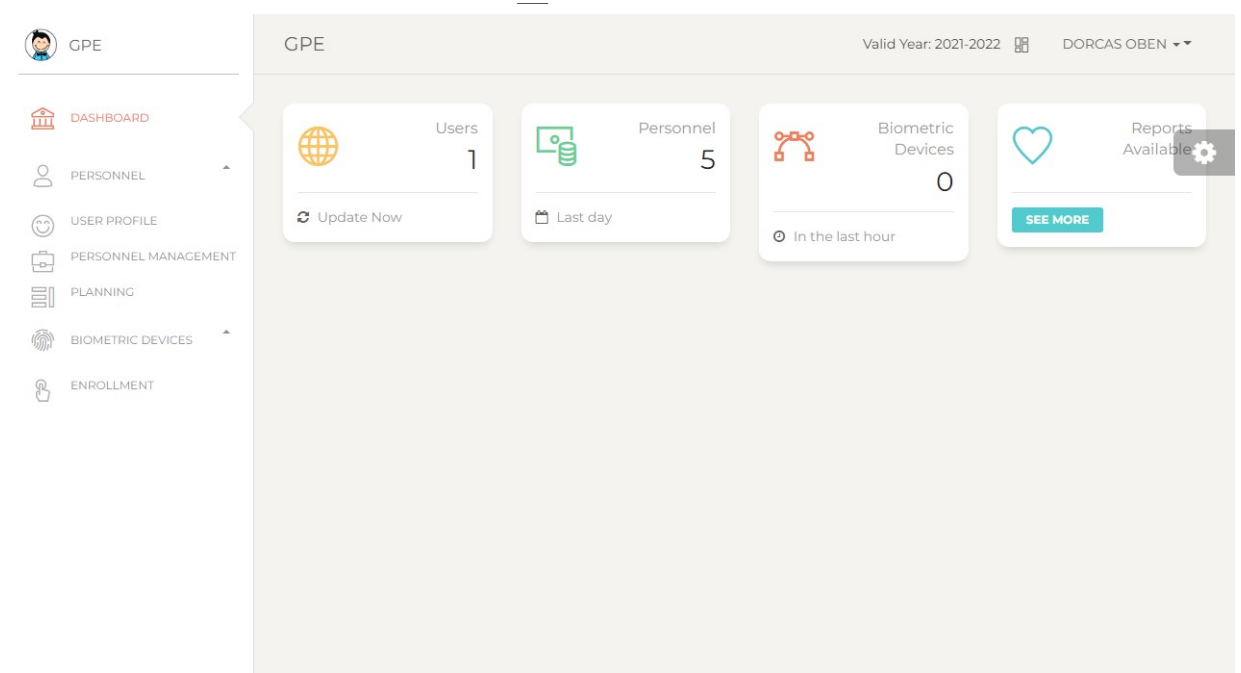 GPE
DASHBOARD
PERSONNEL
USER PROFILE
PERSONNEL MANAGEMENT
PLANNING
BIOMETRIC DEVICES
ENROLLMENT
GPE
Valid Year: 2021-2022
DORCAS OBEN
Users
1
Update Now
Personnel
5
Last day
Biometric
Devices
0
In the last hour
Reports
Available
SEE MORE